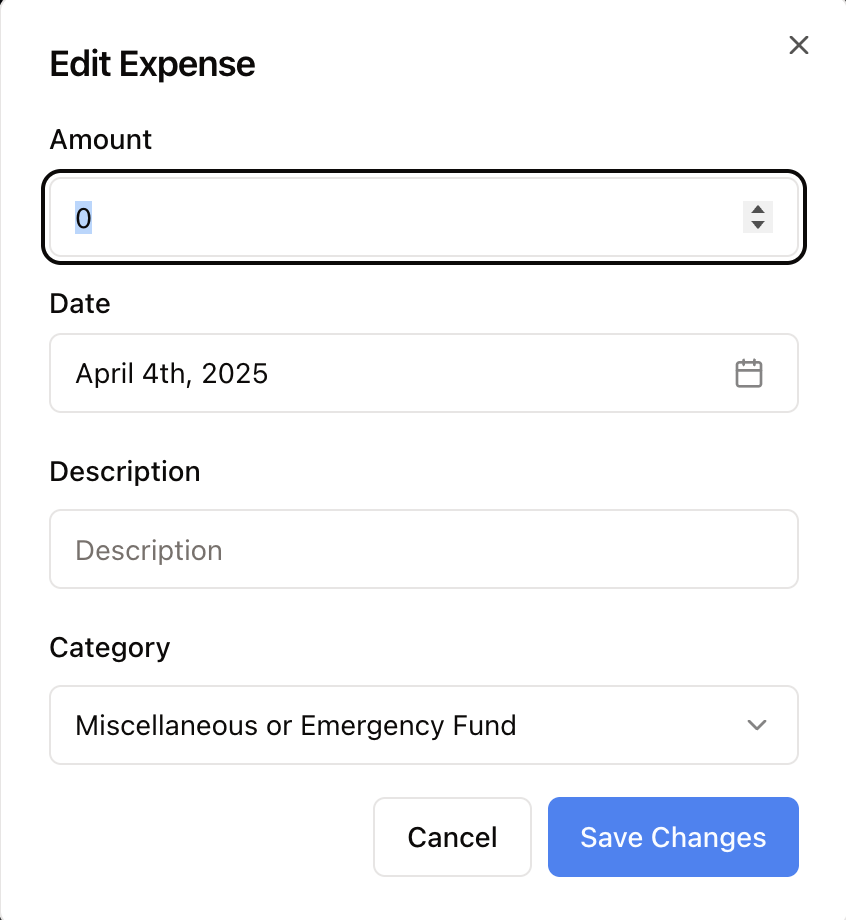 Edit Expense
Amount
0
Date
April 4th, 2025
Description
Description
Category
Miscellaneous or Emergency Fund
Cancel Save Changes